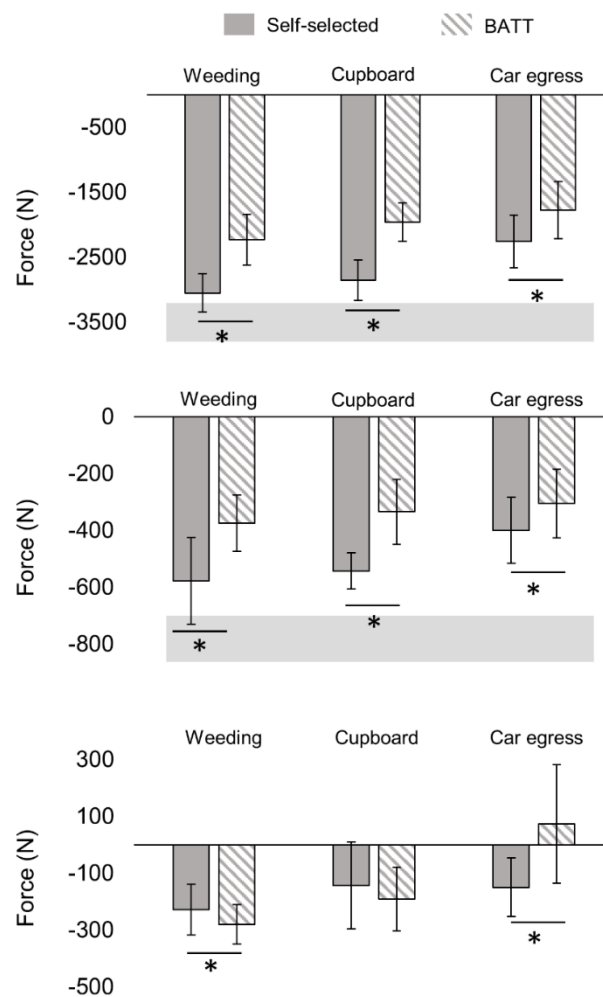 Self-selected BATT
Weeding Cupboard Car egress
-500
-1500
-2500
-3500
Force (N)
* * *
Weeding Cupboard Car egress
0
-200
-400
-600
-800
Force (N)
* * *
Weeding Cupboard Car egress
300
100
-100
-300
-500
Force (N)
* *